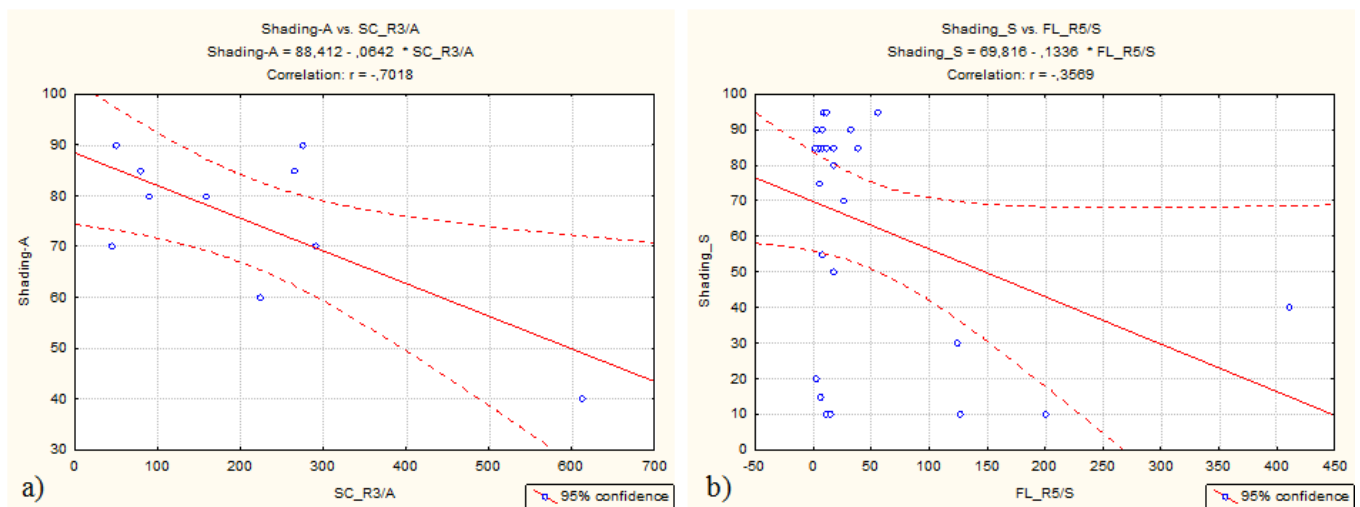 Shading-A vs. SC_R3/A
Shading-A = 88,412 - ,0642 * SC_R3/A
Correlation: r = -,7018
100
90
80
70
60
50
40
30
Shading-A
0 100 200 300 400 500 600 700
SC_R3/A
95% confidence
a)
Shading_S vs. FL_R5/S
Shading_S = 69,816 - ,1336 * FL_R5/S
Correlation: r = -,3569
100
90
80
70
60
50
40
30
20
10
0
Shading_S
-50 0 50 100 150 200 250 300 350 400 450
FL_R5/S
95% confidence
b)